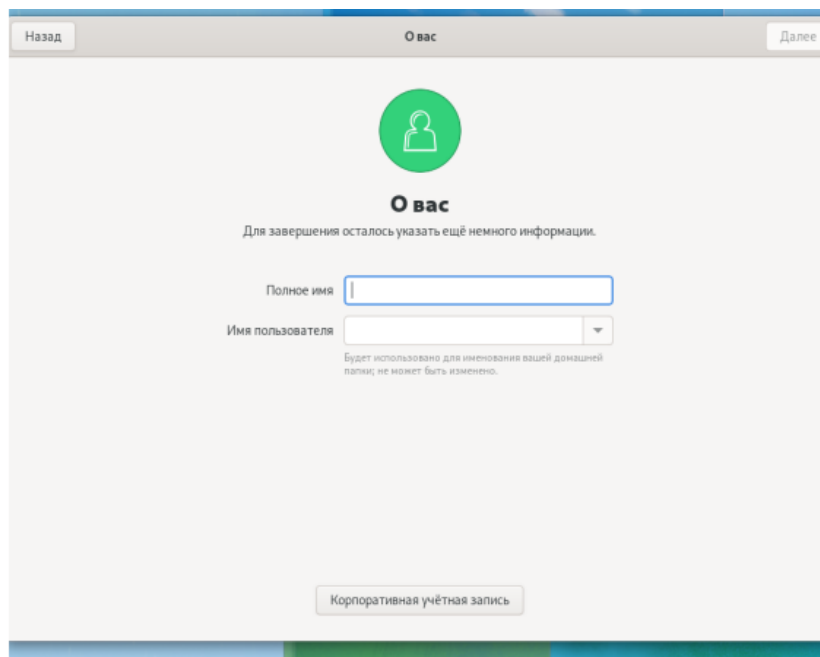 Назад
О вас
Далее
О вас
Для завершения осталось указать ещё немного информации.
Полное имя
Имя пользователя
Будет использовано для именования вашей домашней
папки; не может быть изменено.
Корпоративная учётная запись